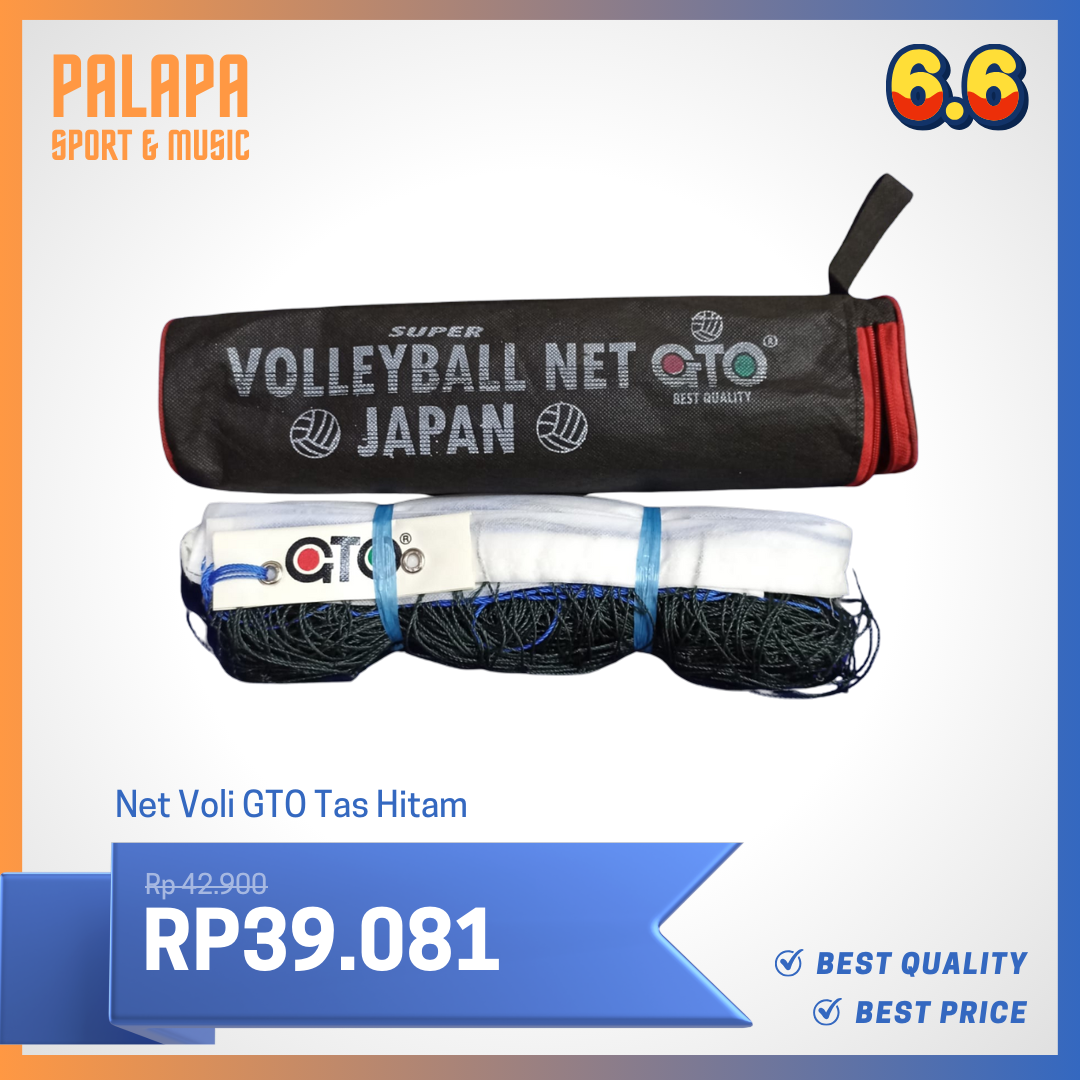 PALAPA
SPORT & MUSIC
6.6
SUPER
VOLLEYBALL NET GTO®
BEST QUALITY
JAPAN
GTO®
Net Voli GTO Tas Hitam
Rp 42.900
RP39.081
BEST QUALITY
BEST PRICE